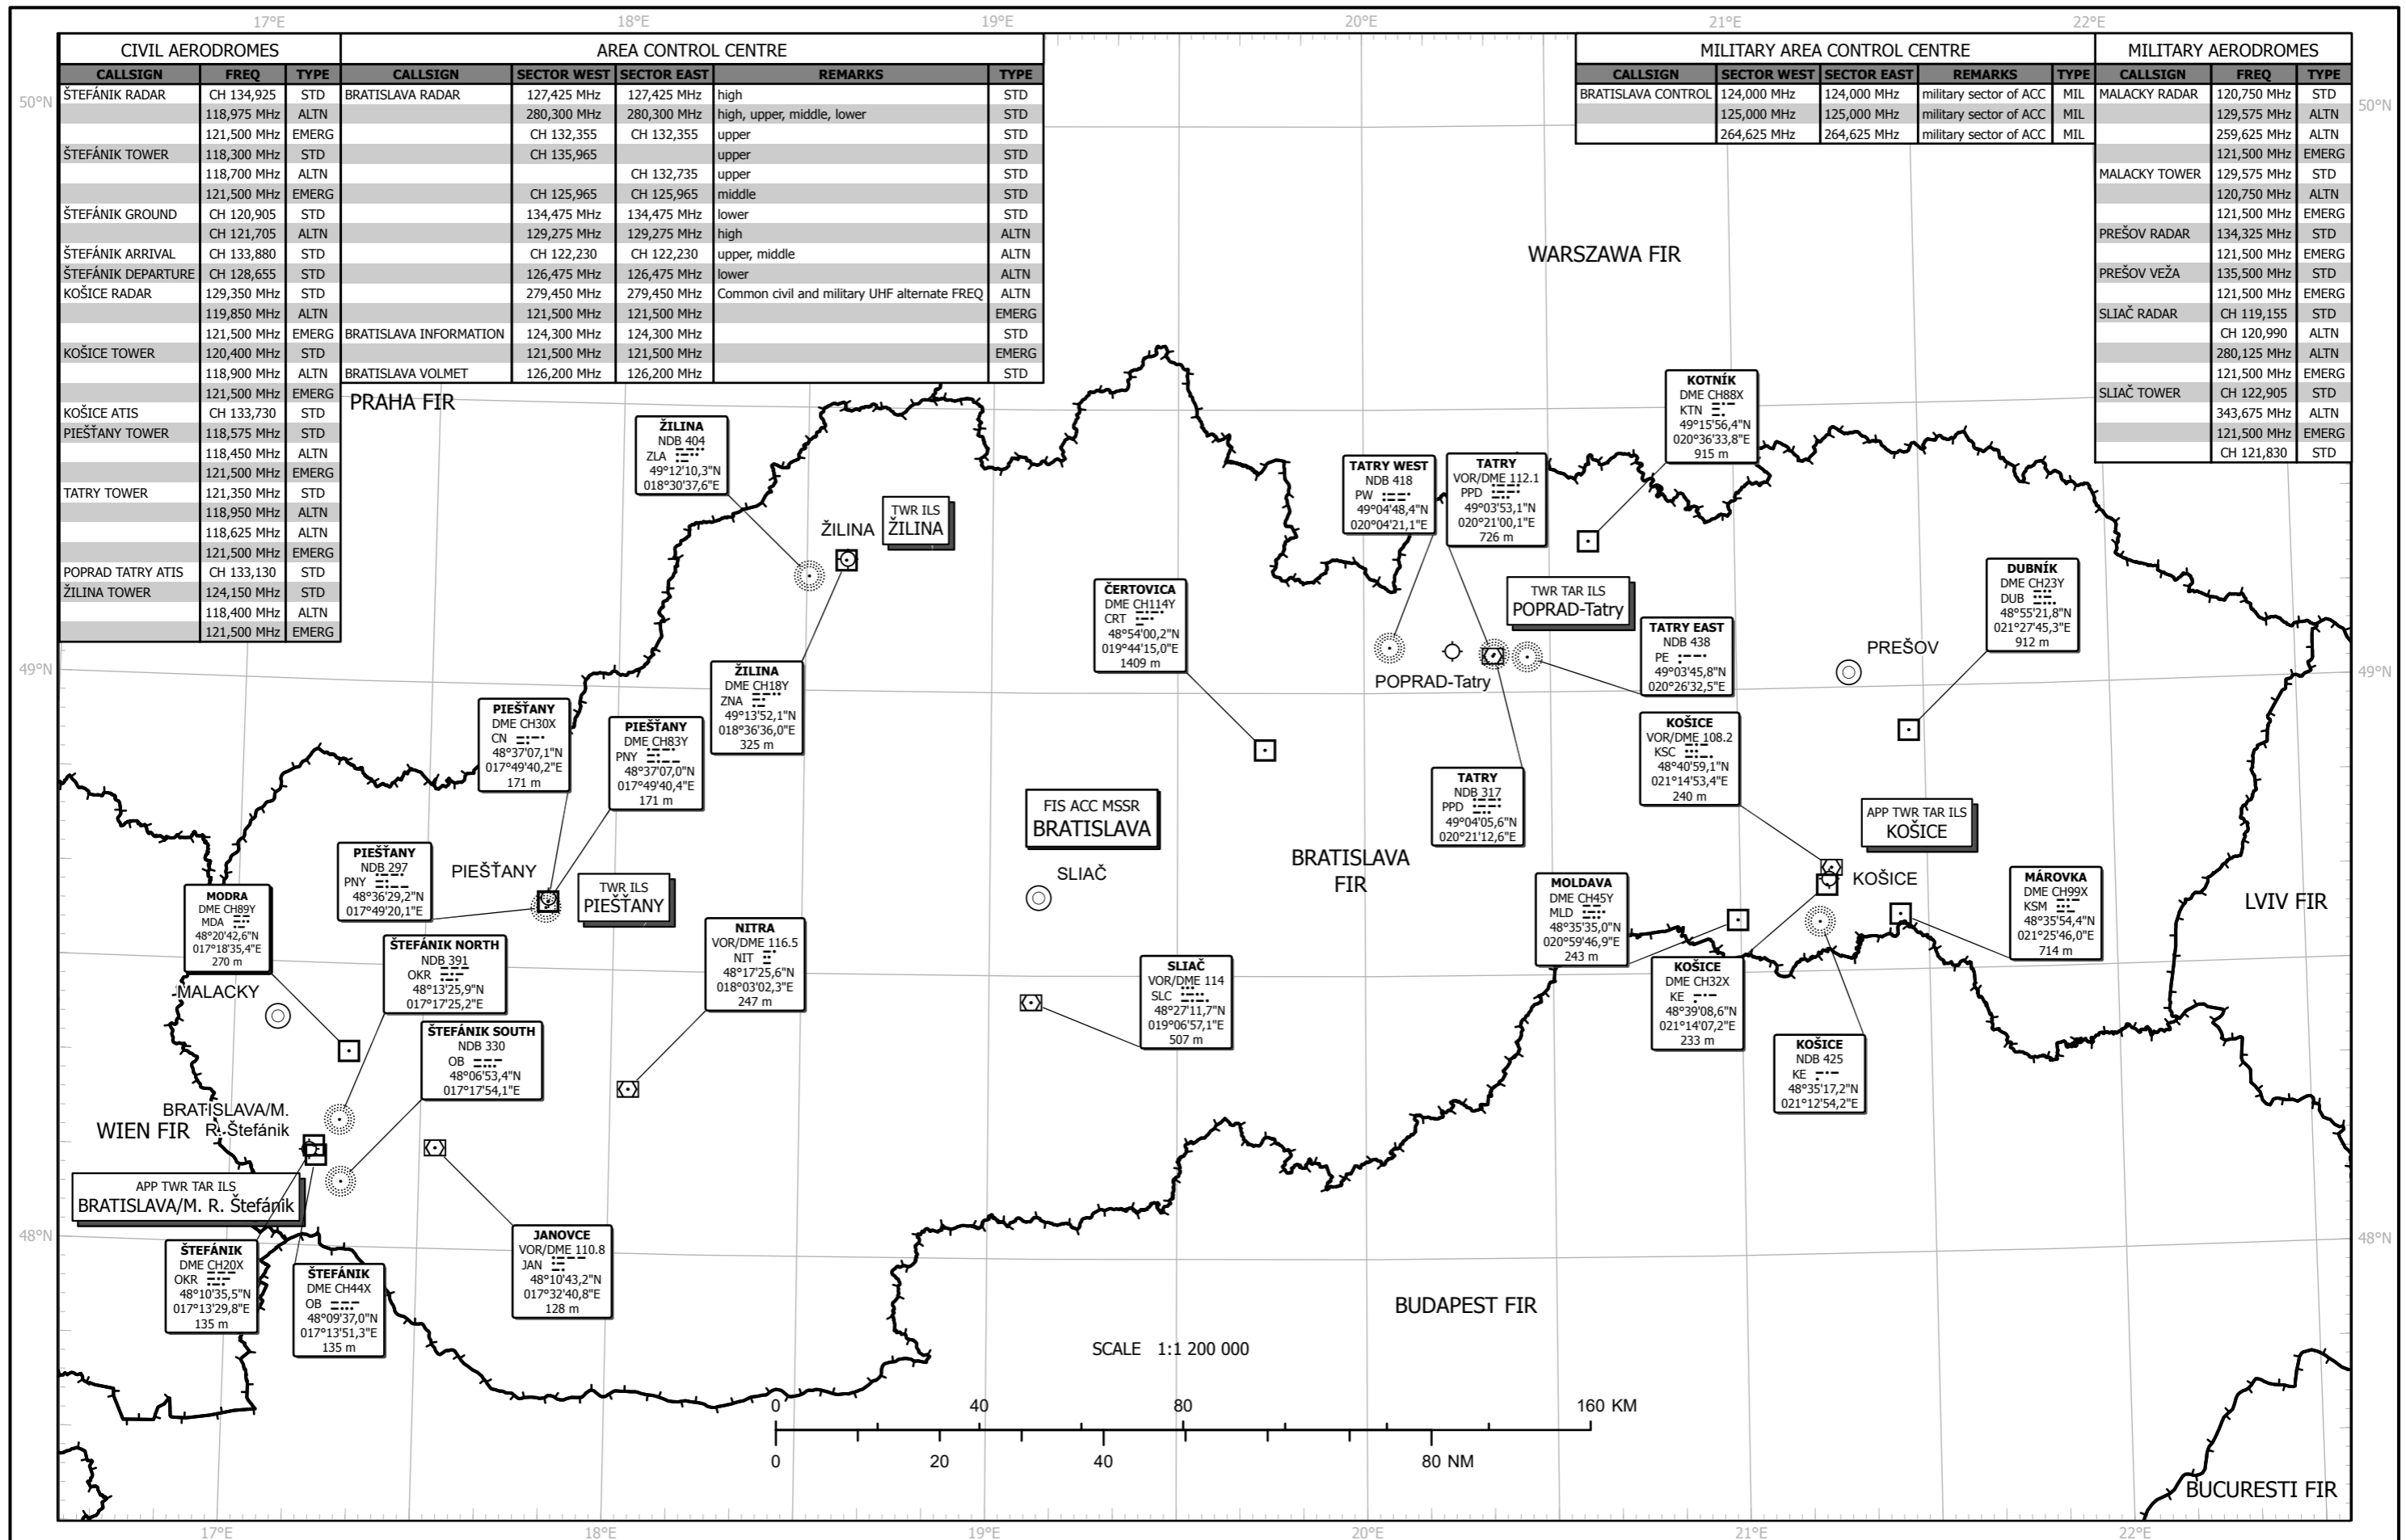 17°E 18°E 19°E 20°E 21°E 22°E
CIVIL AERODROMES
CALLSIGN FREQ TYPE
ŠTEFÁNIK RADAR CH 134,925 STD
118,975 MHz ALTN
121,500 MHz EMERG
ŠTEFÁNIK TOWER 118,300 MHz STD
118,700 MHz ALTN
121,500 MHz EMERG
ŠTEFÁNIK GROUND CH 120,905 STD
CH 121,705 ALTN
ŠTEFÁNIK ARRIVAL CH 133,880 STD
ŠTEFÁNIK DEPARTURE CH 128,655 STD
KOŠICE RADAR 129,350 MHz STD
119,850 MHz ALTN
121,500 MHz EMERG
KOŠICE TOWER 120,400 MHz STD
118,900 MHz ALTN
121,500 MHz EMERG
KOŠICE ATIS CH 133,730 STD
PIEŠŤANY TOWER 118,575 MHz STD
118,450 MHz ALTN
121,500 MHz EMERG
TATRY TOWER 121,350 MHz STD
118,950 MHz ALTN
118,625 MHz ALTN
121,500 MHz EMERG
POPRAD TATRY ATIS CH 133,130 STD
ŽILINA TOWER 124,150 MHz STD
118,400 MHz ALTN
121,500 MHz EMERG
AREA CONTROL CENTRE
CALLSIGN SECTOR WEST SECTOR EAST REMARKS TYPE
BRATISLAVA RADAR 127,425 MHz 127,425 MHz high STD
280,300 MHz 280,300 MHz high, upper, middle, lower STD
CH 132,355 CH 132,355 upper STD
CH 135,965 upper STD
CH 132,735 upper STD
CH 125,965 CH 125,965 middle STD
134,475 MHz 134,475 MHz lower STD
129,275 MHz 129,275 MHz high ALTN
CH 122,230 CH 122,230 upper, middle ALTN
126,475 MHz 126,475 MHz lower ALTN
279,450 MHz 279,450 MHz Common civil and military UHF alternate FREQ ALTN
121,500 MHz 121,500 MHz EMERG
BRATISLAVA INFORMATION 124,300 MHz 124,300 MHz STD
121,500 MHz 121,500 MHz EMERG
BRATISLAVA VOLMET 126,200 MHz 126,200 MHz STD
MILITARY AREA CONTROL CENTRE
CALLSIGN SECTOR WEST SECTOR EAST REMARKS TYPE
BRATISLAVA CONTROL 124,000 MHz 124,000 MHz military sector of ACC MIL
125,000 MHz 125,000 MHz military sector of ACC MIL
264,625 MHz 264,625 MHz military sector of ACC MIL
MILITARY AERODROMES
CALLSIGN FREQ TYPE
MALACKY RADAR 120,750 MHz STD
129,575 MHz ALTN
259,625 MHz ALTN
121,500 MHz EMERG
MALACKY TOWER 129,575 MHz STD
120,750 MHz ALTN
121,500 MHz EMERG
PREŠOV RADAR 134,325 MHz STD
121,500 MHz EMERG
PREŠOV VEŽA 135,500 MHz STD
121,500 MHz EMERG
SLIAČ RADAR CH 119,155 STD
CH 120,990 ALTN
280,125 MHz ALTN
121,500 MHz EMERG
SLIAČ TOWER CH 122,905 STD
343,675 MHz ALTN
121,500 MHz EMERG
CH 121,830 STD
50°N 50°N
WARSZAWA FIR
PRAHA FIR
KOTNÍK
DME CH88X
KTN
49°15'56,4"N
020°36'33,8"E
915 m
ŽILINA
NDB 404
ZLA
49°12'10,3"N
018°30'37,6"E
TATRY WEST
NDB 418
PW
49°04'48,4"N
020°04'21,1"E
TATRY
VOR/DME 112.1
PPD
49°03'53,1"N
020°21'00,1"E
726 m
TWR ILS
ŽILINA
ŽILINA
DUBNÍK
DME CH23Y
DUB
48°55'21,8"N
021°27'45,3"E
912 m
ČERTOVICA
DME CH114Y
CRT
48°54'00,2"N
019°44'15,0"E
1409 m
TWR TAR ILS
POPRAD-Tatry
TATRY EAST
NDB 438
PE
49°03'45,8"N
020°26'32,5"E
PREŠOV
49°N 49°N
POPRAD-Tatry
ŽILINA
DME CH18Y
ZNA
49°13'52,1"N
018°36'36,0"E
325 m
PIEŠŤANY
DME CH30X
CN
48°37'07,1"N
017°49'40,2"E
171 m
PIEŠŤANY
DME CH83Y
PNY
48°37'07,0"N
017°49'40,4"E
171 m
KOŠICE
VOR/DME 108.2
KSC
48°40'59,1"N
021°14'53,4"E
240 m
TATRY
NDB 317
PPD
49°04'05,6"N
020°21'12,6"E
FIS ACC MSSR
BRATISLAVA
APP TWR TAR ILS
KOŠICE
PIEŠŤANY
NDB 297
PNY
48°36'29,2"N
017°49'20,1"E
PIEŠŤANY
TWR ILS
PIEŠŤANY
SLIAČ
BRATISLAVA
FIR
KOŠICE
MODRA
DME CH89Y
MDA
48°20'42,6"N
017°18'35,4"E
270 m
MOLDAVA
DME CH45Y
MLD
48°35'35,0"N
020°59'46,9"E
243 m
MÁROVKA
DME CH99X
KSM
48°35'54,4"N
021°25'46,0"E
714 m
LVIV FIR
NITRA
VOR/DME 116.5
NIT
48°17'25,6"N
018°03'02,3"E
247 m
ŠTEFÁNIK NORTH
NDB 391
OKR
48°13'25,9"N
017°17'25,2"E
SLIAČ
VOR/DME 114
SLC
48°27'11,7"N
019°06'57,1"E
507 m
KOŠICE
DME CH32X
KE
48°39'08,6"N
021°14'07,2"E
233 m
MALACKY
ŠTEFÁNIK SOUTH
NDB 330
OB
48°06'53,4"N
017°17'54,1"E
KOŠICE
NDB 425
KE
48°35'17,2"N
021°12'54,2"E
BRATISLAVA/M.
R. Štefánik
WIEN FIR
APP TWR TAR ILS
BRATISLAVA/M. R. Štefánik
48°N 48°N
JANOVCE
VOR/DME 110.8
JAN
48°10'43,2"N
017°32'40,8"E
128 m
ŠTEFÁNIK
DME CH20X
OKR
48°10'35,5"N
017°13'29,8"E
135 m
ŠTEFÁNIK
DME CH44X
OB
48°09'37,0"N
017°13'51,3"E
135 m
BUDAPEST FIR
SCALE 1:1 200 000
0 40 80 160 KM
0 20 40 80 NM
BUCURESTI FIR
17°E 18°E 19°E 20°E 21°E 22°E